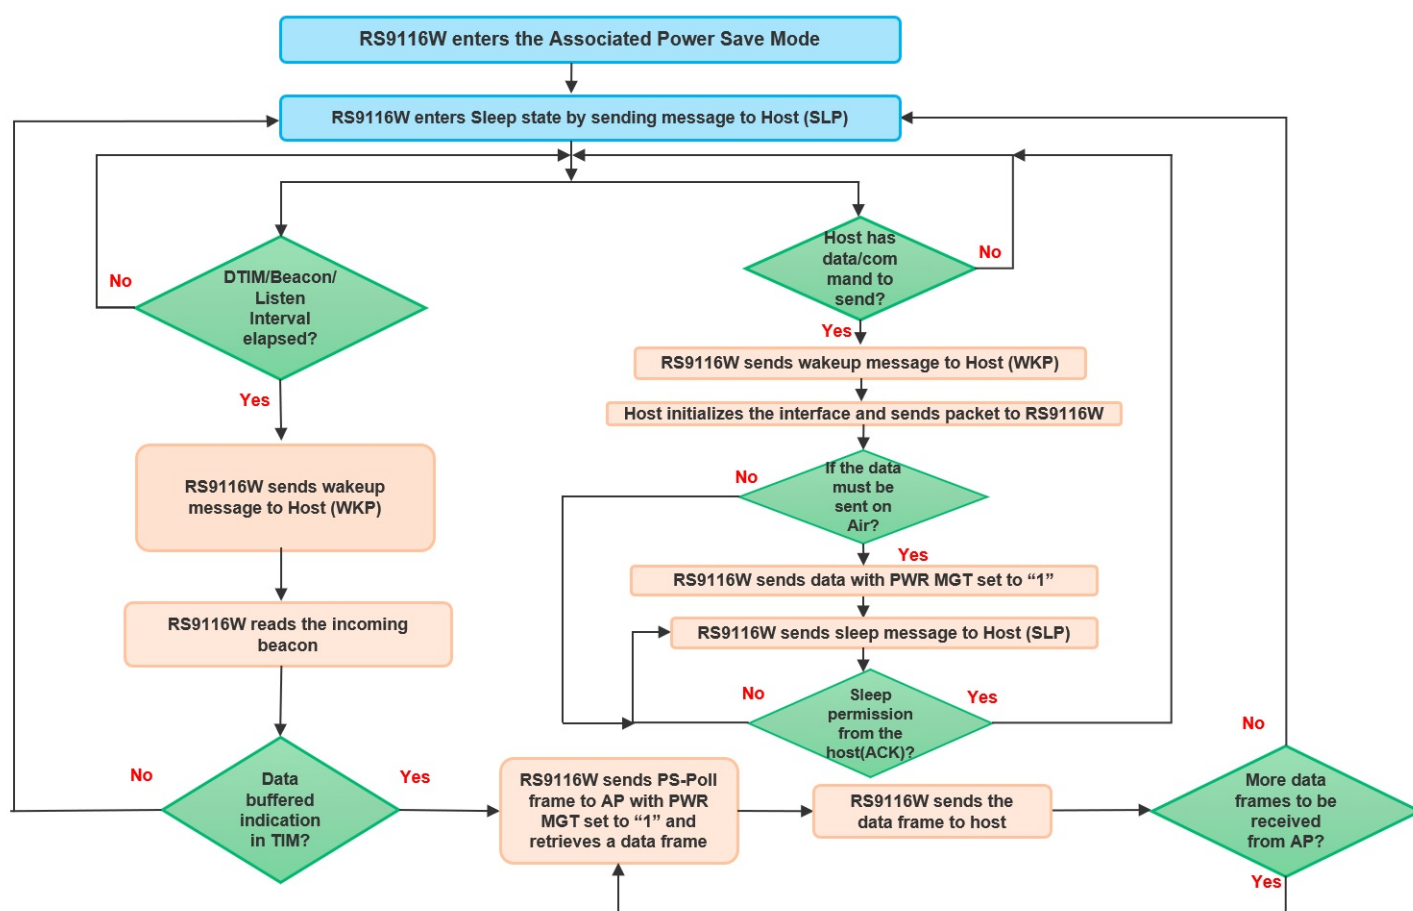 RS9116W enters the Associated Power Save Mode
RS9116W enters Sleep state by sending message to Host (SLP)
DTIM/Beacon/
Listen
Interval
elapsed?
No
Yes
Host has
data/com
mand to
send?
No
Yes
RS9116W sends wakeup message to Host (WKP)
Host initializes the interface and sends packet to RS9116W
If the data
must be
sent on
Air?
No
Yes
RS9116W sends data with PWR MGT set to “1”
RS9116W sends sleep message to Host (SLP)
Sleep
permission
from the
host(ACK)?
No
Yes
RS9116W sends wakeup
message to Host (WKP)
RS9116W reads the incoming
beacon
Data
buffered
indication
in TIM?
No
Yes
RS9116W sends PS-Poll
frame to AP with PWR
MGT set to “1” and
retrieves a data frame
RS9116W sends the
data frame to host
More data
frames to be
received
from AP?
No
Yes